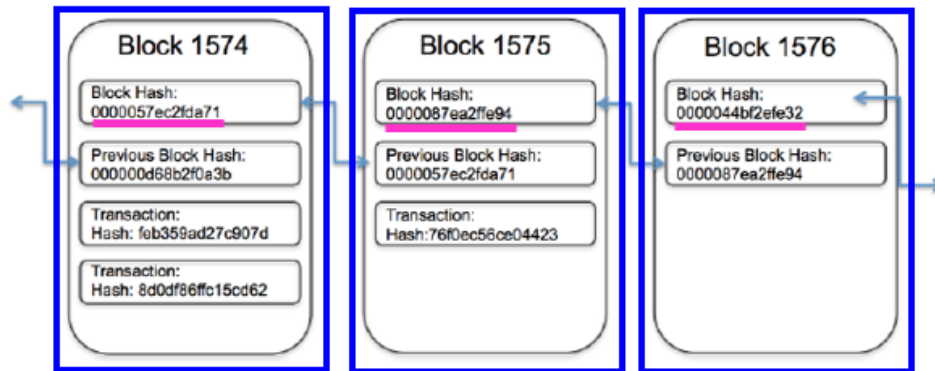 Block 1574
Block Hash:
0000057ec2fda71
Previous Block Hash:
000000d68b2f0a3b
Transaction:
Hash: feb359ad27c907d
Transaction:
Hash: 8d0df86ffc15cd62
Block 1575
Block Hash:
0000087ea2ffe94
Previous Block Hash:
0000057ec2fda71
Transaction:
Hash:76f0ec56ce04423
Block 1576
Block Hash:
0000044bf2efe32
Previous Block Hash:
0000087ea2ffe94